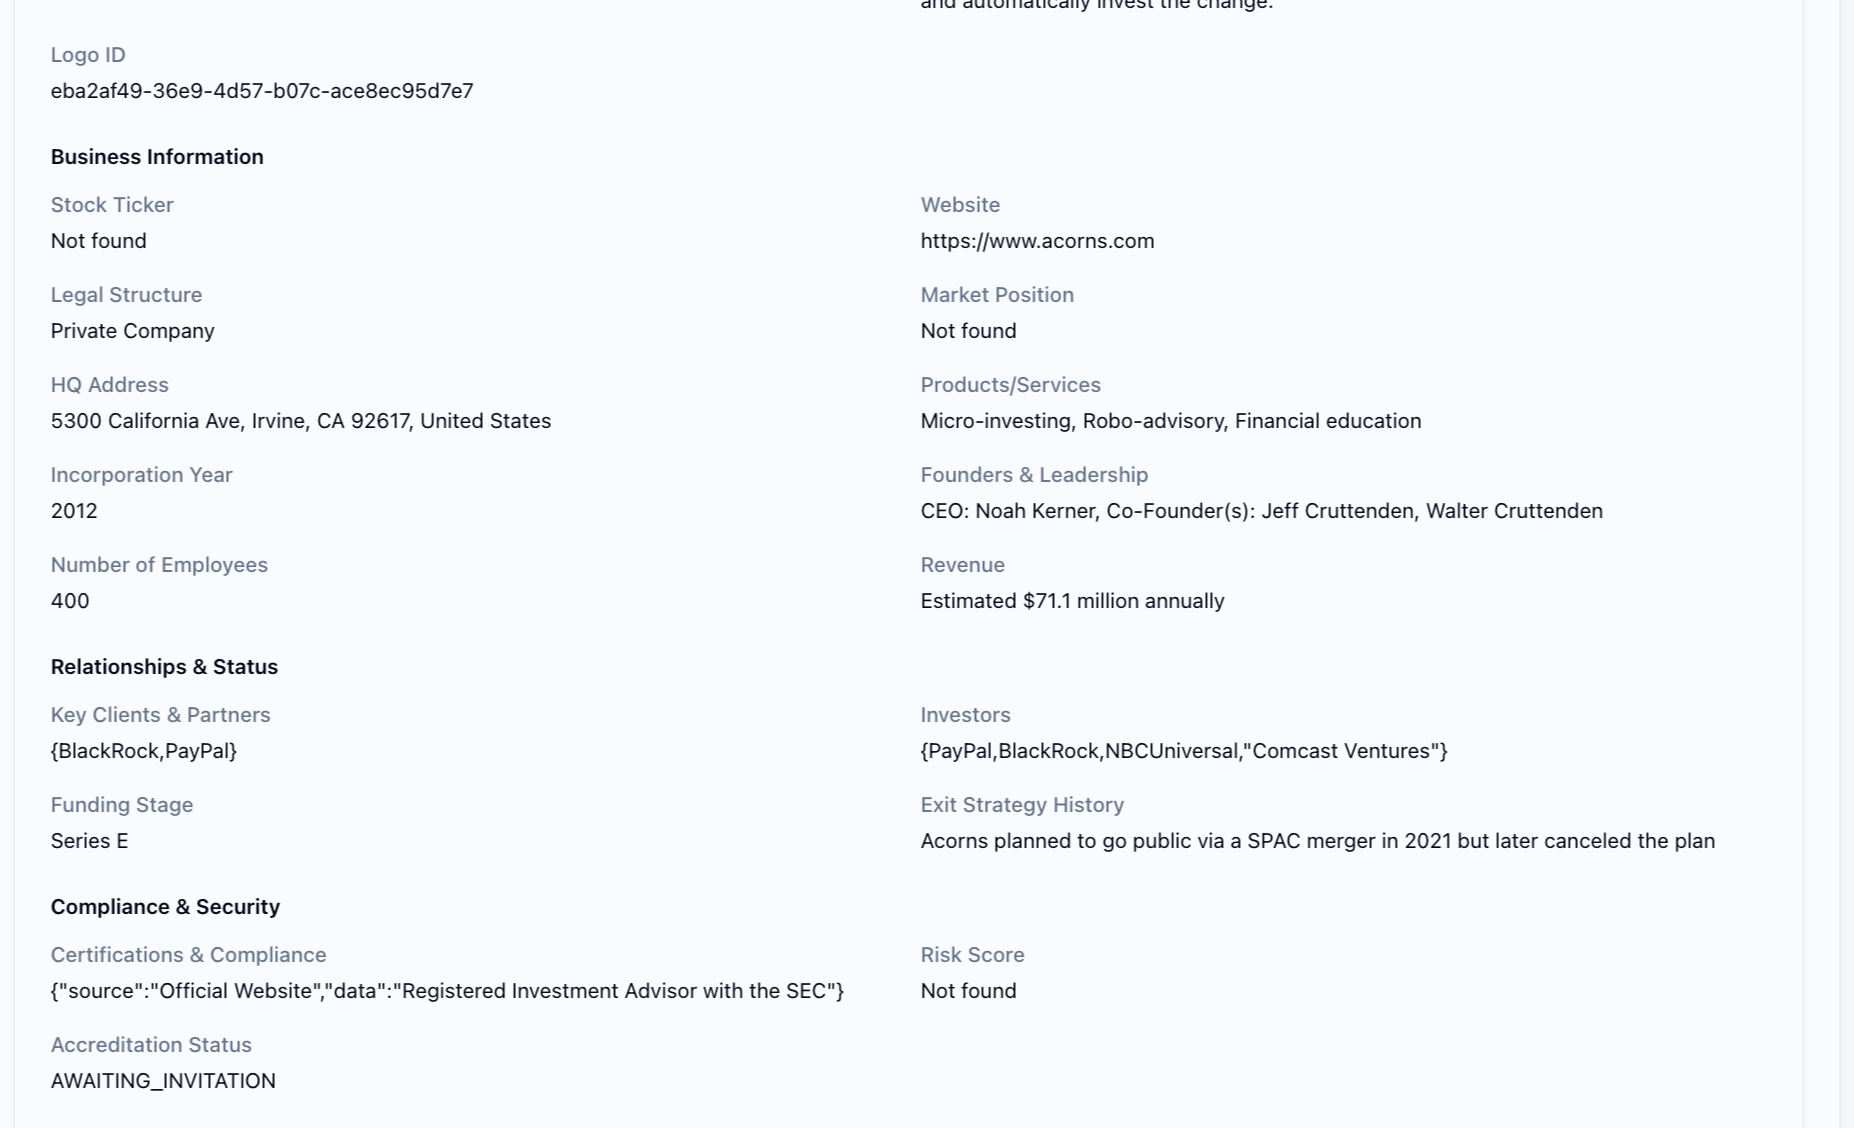 and automatically invest the change.
Logo ID
eba2af49-36e9-4d57-b07c-ace8ec95d7e7
Business Information
Stock Ticker
Not found
Website
https://www.acorns.com
Legal Structure
Private Company
Market Position
Not found
HQ Address
5300 California Ave, Irvine, CA 92617, United States
Products/Services
Micro-investing, Robo-advisory, Financial education
Incorporation Year
2012
Founders & Leadership
CEO: Noah Kerner, Co-Founder(s): Jeff Cruttenden, Walter Cruttenden
Number of Employees
400
Revenue
Estimated $71.1 million annually
Relationships & Status
Key Clients & Partners
{BlackRock,PayPal}
Investors
{PayPal,BlackRock,NBCUniversal,"Comcast Ventures"}
Funding Stage
Series E
Exit Strategy History
Acorns planned to go public via a SPAC merger in 2021 but later canceled the plan
Compliance & Security
Certifications & Compliance
{"source":"Official Website","data":"Registered Investment Advisor with the SEC"}
Risk Score
Not found
Accreditation Status
AWAITING_INVITATION